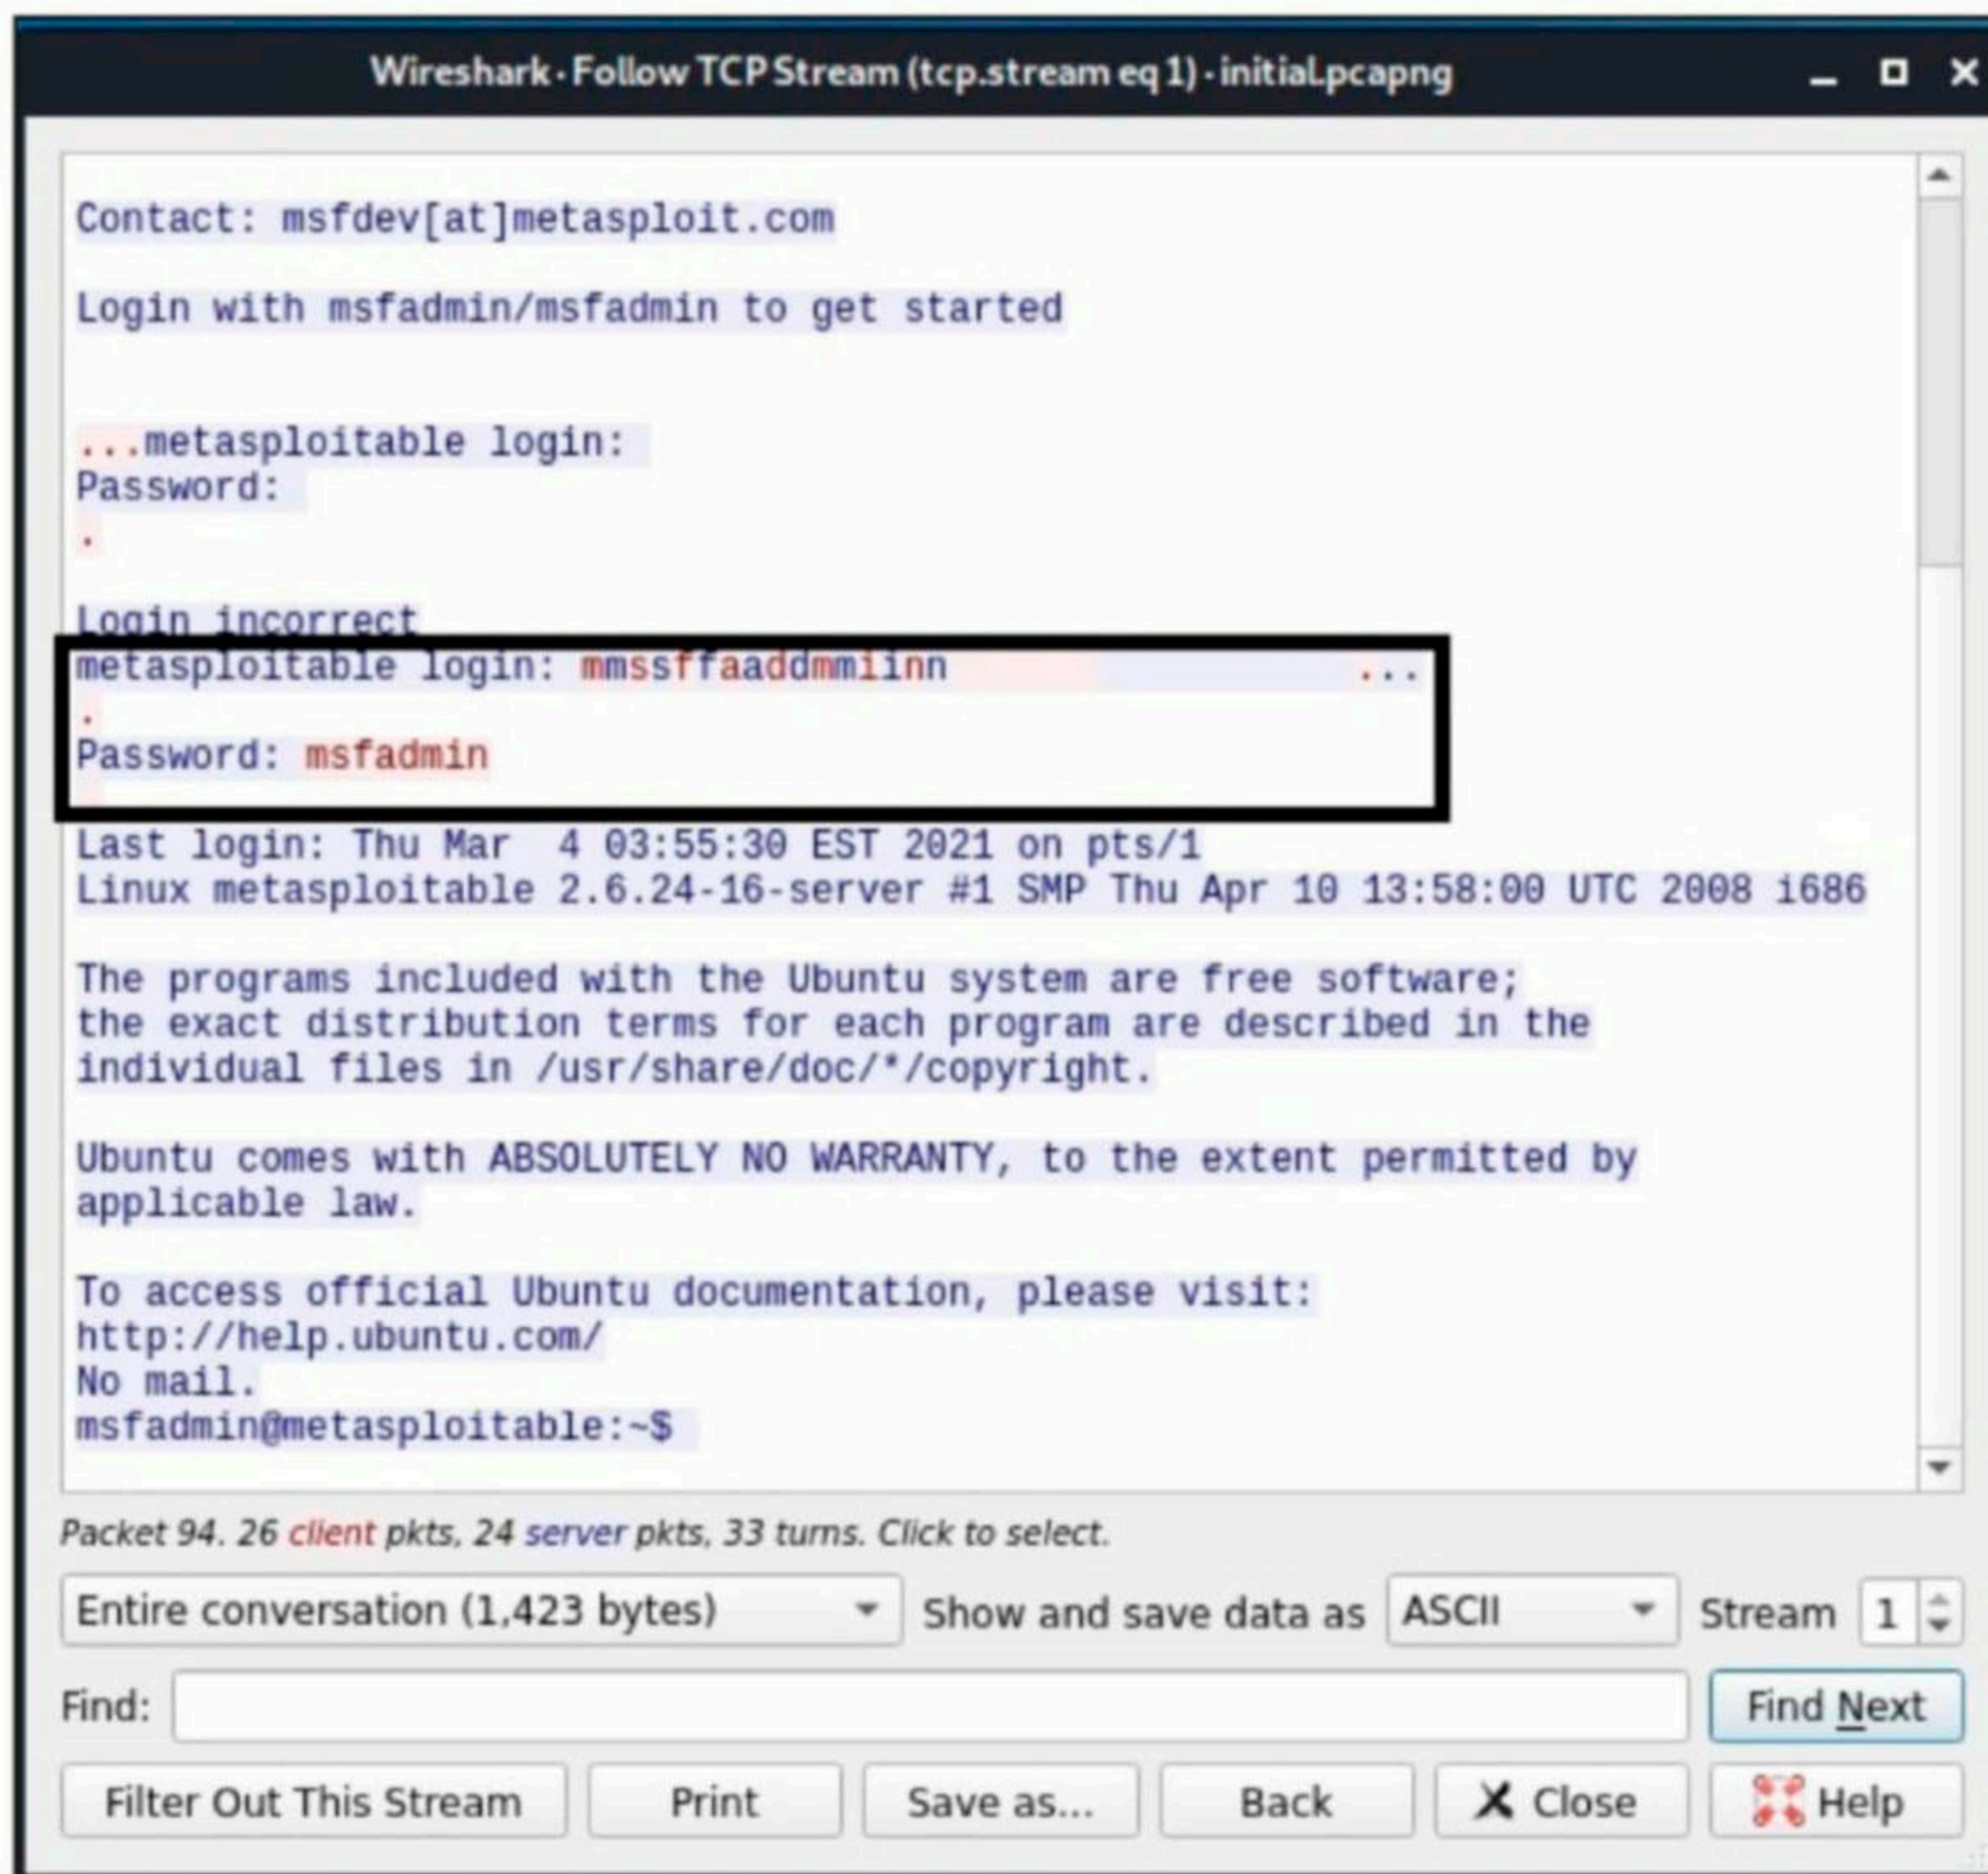 Wireshark · Follow TCP Stream (tcp.stream eq 1) · initial.pcapng
Contact: msfdev[at]metasploit.com
Login with msfadmin/msfadmin to get started
...metasploitable login:
Password:
.
Login incorrect
metasploitable login: mmssffaaddmmiinn ...
.
Password: msfadmin
Last login: Thu Mar  4 03:55:30 EST 2021 on pts/1
Linux metasploitable 2.6.24-16-server #1 SMP Thu Apr 10 13:58:00 UTC 2008 i686
The programs included with the Ubuntu system are free software;
the exact distribution terms for each program are described in the
individual files in /usr/share/doc/*/copyright.
Ubuntu comes with ABSOLUTELY NO WARRANTY, to the extent permitted by
applicable law.
To access official Ubuntu documentation, please visit:
http://help.ubuntu.com/
No mail.
msfadmin@metasploitable:~$
Packet 94. 26 client pkts, 24 server pkts, 33 turns. Click to select.
Entire conversation (1,423 bytes) Show and save data as ASCII Stream 1
Find: Find Next
Filter Out This Stream Print Save as... Back Close Help